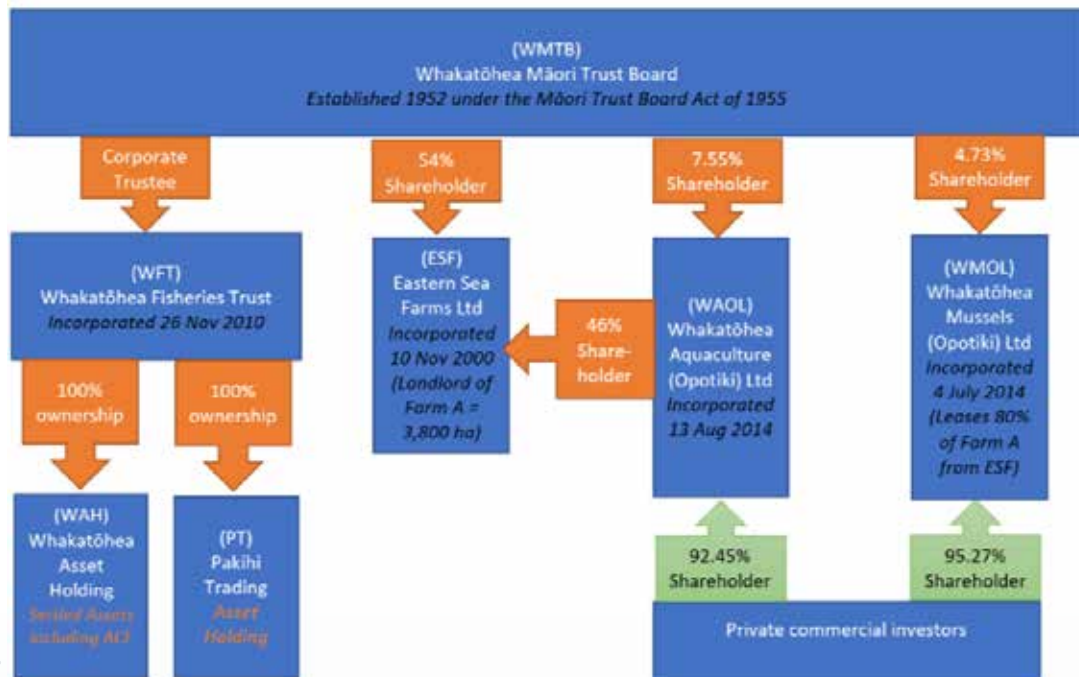 (WMTB)
Whakatōhea Māori Trust Board
Established 1952 under the Māori Trust Board Act of 1955
Corporate
Trustee
54%
Shareholder
7.55%
Shareholder
4.73%
Shareholder
(WFT)
Whakatōhea Fisheries Trust
Incorporated 26 Nov 2010
(ESF)
Eastern Sea
Farms Ltd
Incorporated
10 Nov 2000
(Landlord of
Farm A =
3,800 ha)
46%
Share-
holder
(WAOL)
Whakatōhea
Aquaculture
(Opotiki) Ltd
Incorporated
13 Aug 2014
(WMOL)
Whakatōhea
Mussels
(Opotiki) Ltd
Incorporated
4 July 2014
(Leases 80%
of Farm A
from ESF)
100%
ownership
100%
ownership
(WAH)
Whakatōhea
Asset
Holding
Settled Assets
including
(PT)
Pakihi
Trading
Asset
Holding
92.45%
Shareholder
95.27%
Shareholder
Private commercial investors